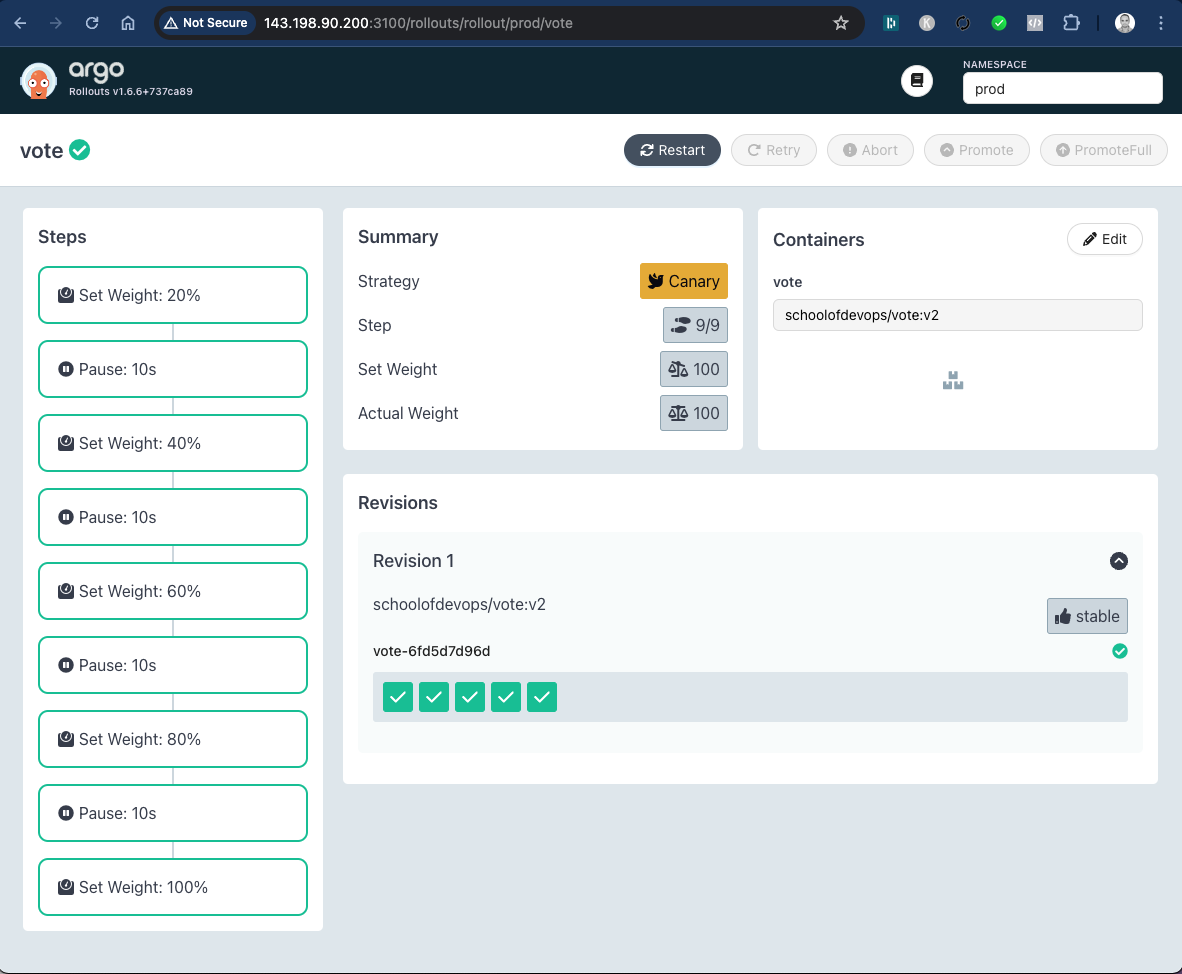 Not Secure 143.198.90.200:3100/rollouts/rollout/prod/vote
argo
Rollouts v1.6.6+737ca89
NAMESPACE
prod
vote
Restart
Retry
Abort
Promote
PromoteFull
Steps
Set Weight: 20%
Pause: 10s
Set Weight: 40%
Pause: 10s
Set Weight: 60%
Pause: 10s
Set Weight: 80%
Pause: 10s
Set Weight: 100%
Summary
Strategy Canary
Step 9/9
Set Weight 100
Actual Weight 100
Containers
Edit
vote
schoolofdevops/vote:v2
Revisions
Revision 1
schoolofdevops/vote:v2
stable
vote-6fd5d7d96d